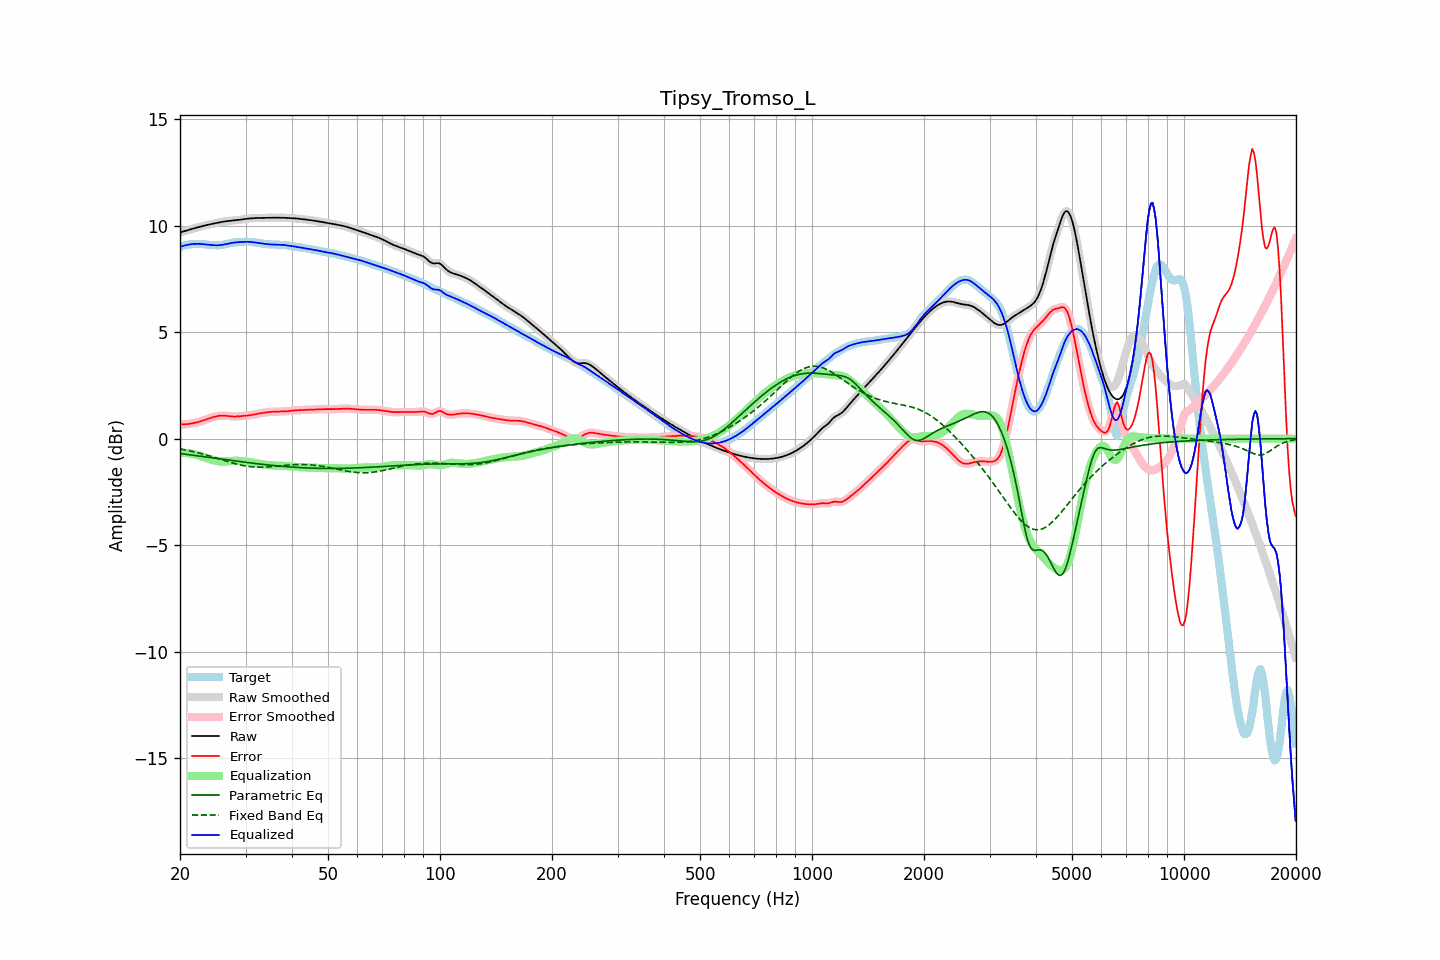 Tipsy_Tromso_L
Amplitude (dBr)
15
10
5
0
−5
−10
−15
Target
Raw Smoothed
Error Smoothed
Raw
Error
Equalization
Parametric Eq
Fixed Band Eq
Equalized
20 50 100 200 500 1000 2000 5000 10000 20000
Frequency (Hz)